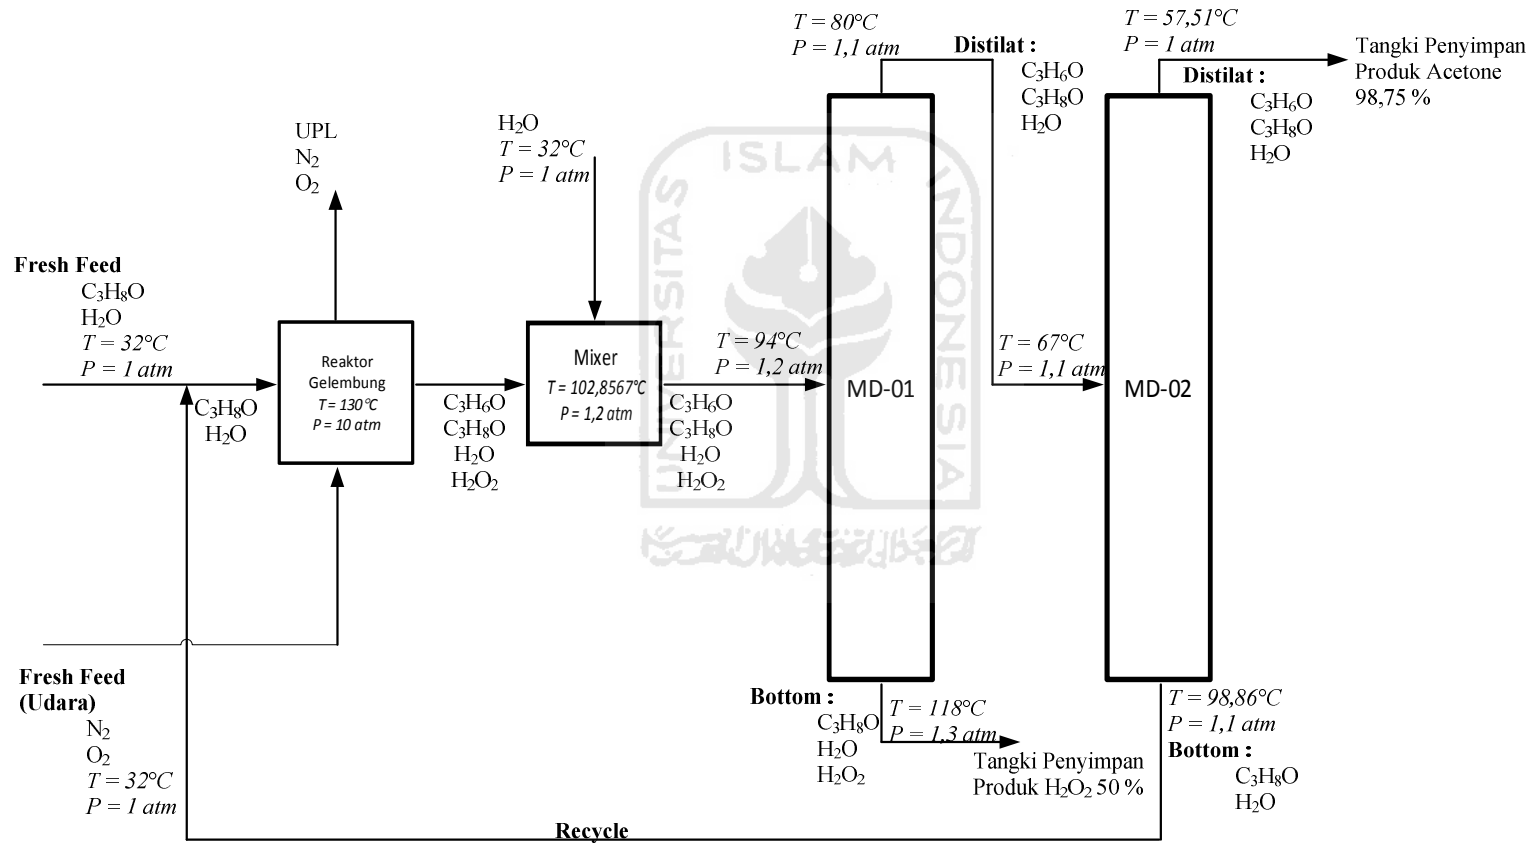 T = 80°C
P = 1,1 atm
Distilat :
C₃H₆O
C₃H₈O
H₂O
T = 57,51°C
P = 1 atm
Distilat :
C₃H₆O
C₃H₈O
H₂O
Tangki Penyimpan
Produk Acetone
98,75 %
UPL
N₂
O₂
H₂O
T = 32°C
P = 1 atm
ISLAM
UNIVERSITAS
INDONESIA
Fresh Feed
C₃H₈O
H₂O
T = 32°C
P = 1 atm
C₃H₈O
H₂O
Reaktor
Gelembung
T = 130°C
P = 10 atm
C₃H₆O
C₃H₈O
H₂O
H₂O₂
Mixer
T = 102,8567°C
P = 1,2 atm
T = 94°C
P = 1,2 atm
C₃H₆O
C₃H₈O
H₂O
H₂O₂
MD-01
T = 67°C
P = 1,1 atm
MD-02
Fresh Feed
(Udara)
N₂
O₂
T = 32°C
P = 1 atm
Bottom :
C₃H₈O
H₂O
H₂O₂
T = 118°C
P = 1,3 atm
Tangki Penyimpan
Produk H₂O₂ 50 %
T = 98,86°C
P = 1,1 atm
Bottom :
C₃H₈O
H₂O
Recycle